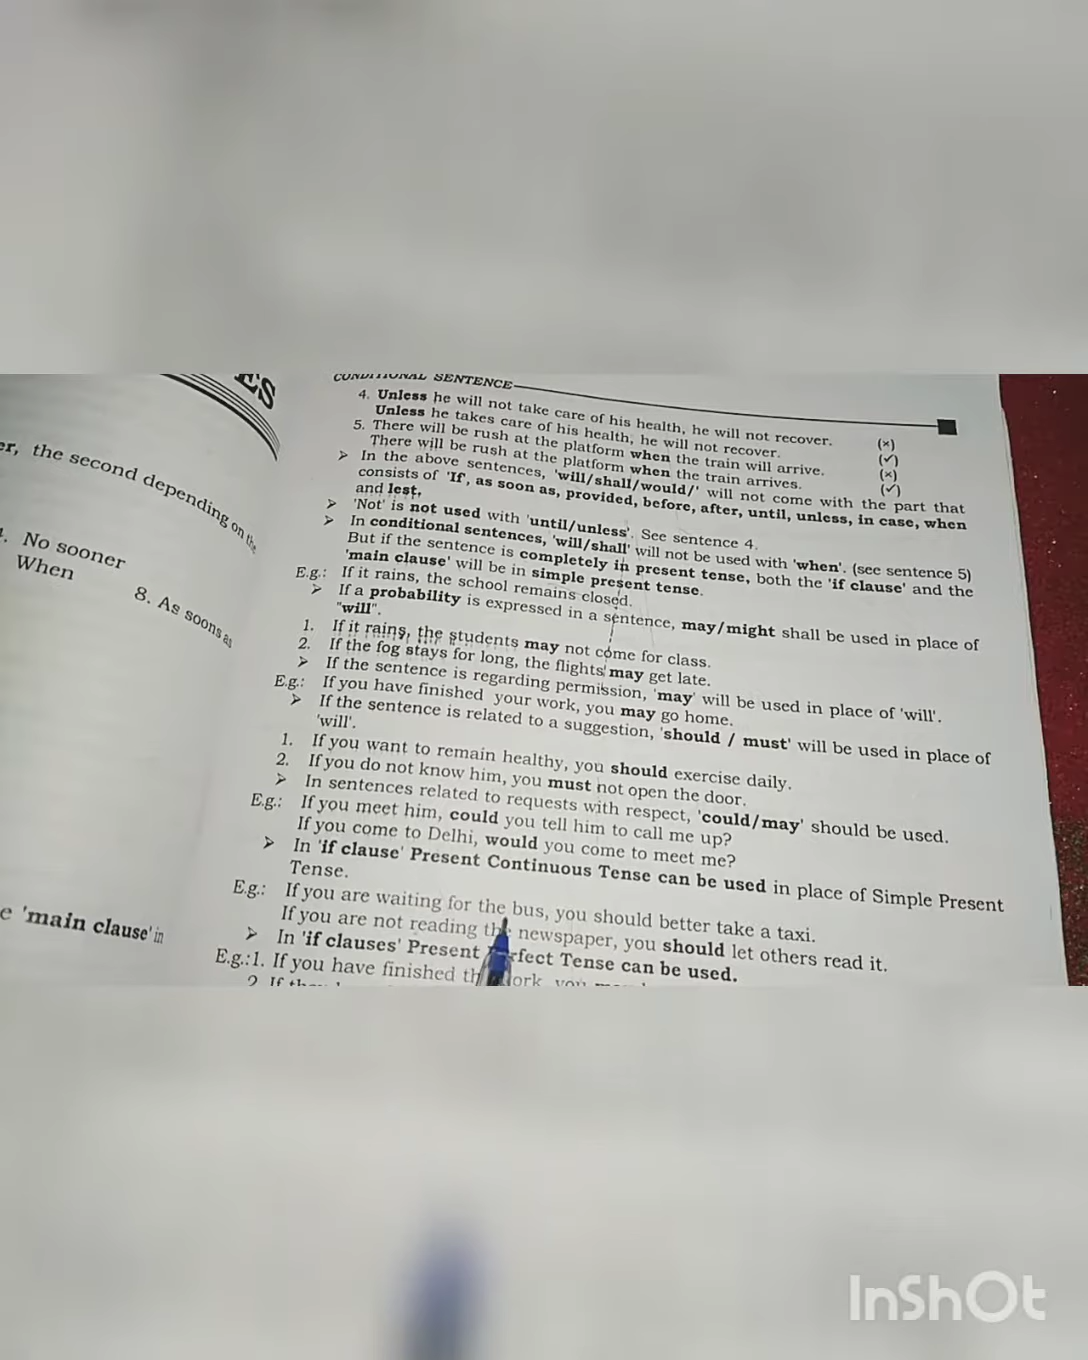 ES
er, the second depending on the
No sooner
When
8. As soons as
e 'main clause' in
CONDITIONAL SENTENCE
4. Unless he will not take care of his health, he will not recover. (×)
Unless he takes care of his health, he will not recover. (✓)
5. There will be rush at the platform when the train will arrive. (×)
There will be rush at the platform when the train arrives. (✓)
➤ In the above sentences, 'will/shall/would/' will not come with the part that
consists of 'If, as soon as, provided, before, after, until, unless, in case, when
and lest,
➤ 'Not' is not used with 'until/unless'. See sentence 4.
➤ In conditional sentences, 'will/shall' will not be used with 'when'. (see sentence 5)
But if the sentence is completely in present tense, both the 'if clause' and the
'main clause' will be in simple present tense.
E.g.: If it rains, the school remains closed.
➤ If a probability is expressed in a sentence, may/might shall be used in place of
"will".
1. If it rains, the students may not come for class.
2. If the fog stays for long, the flights may get late.
➤ If the sentence is regarding permission, 'may' will be used in place of 'will'.
E.g.: If you have finished your work, you may go home.
➤ If the sentence is related to a suggestion, 'should / must' will be used in place of
'will'.
1. If you want to remain healthy, you should exercise daily.
2. If you do not know him, you must not open the door.
➤ In sentences related to requests with respect, 'could/may' should be used.
E.g.: If you meet him, could you tell him to call me up?
If you come to Delhi, would you come to meet me?
➤ In 'if clause' Present Continuous Tense can be used in place of Simple Present
Tense.
E.g.: If you are waiting for the bus, you should better take a taxi.
If you are not reading the newspaper, you should let others read it.
➤ In 'if clauses' Present Perfect Tense can be used.
E.g.:1. If you have finished work, you
2. If
InShOt